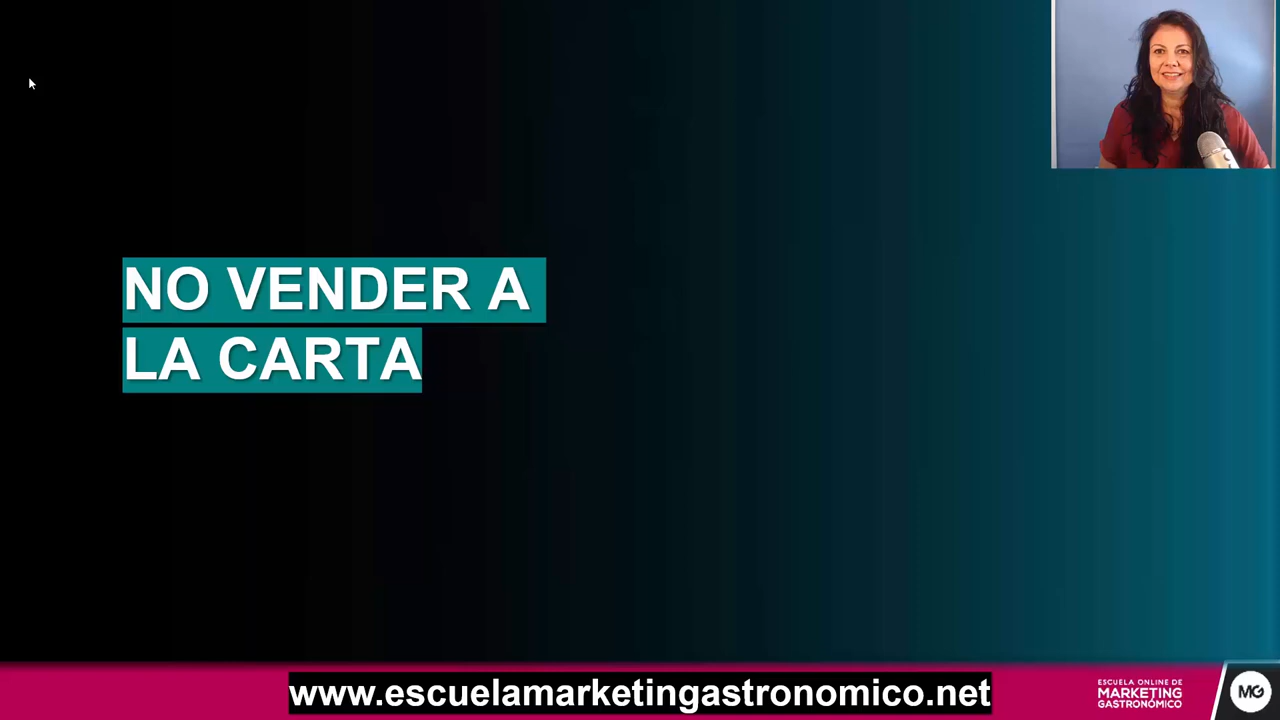 NO VENDER A
LA CARTA
www.escuelamarketingastronomico.net
ESCUELA ONLINE DE
MARKETING
GASTRONÓMICO
MG